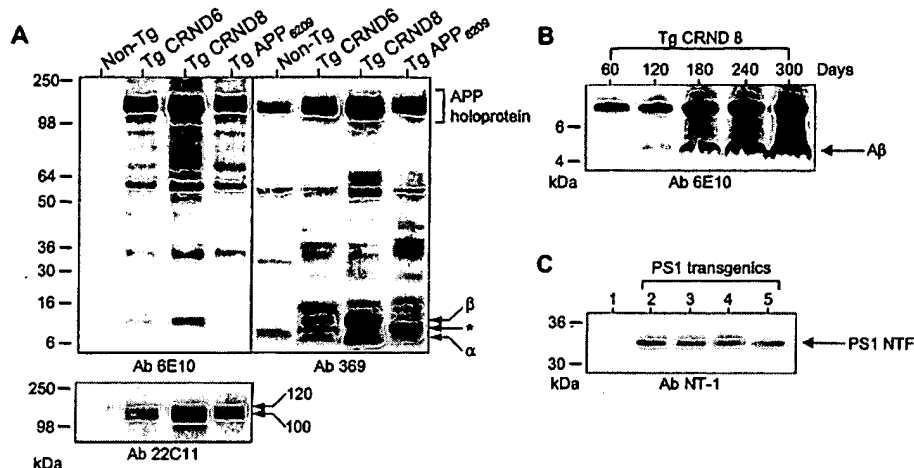 A
Non-Tg
Tg CRND6
Tg CRND8
Tg APP6209
Non-Tg
Tg CRND6
Tg CRND8
Tg APP6209
250
98
64
50
36
30
16
6
APP
holoprotein
β
*
α
Ab 6E10
Ab 369
250
98
kDa
120
100
Ab 22C11
B
Tg CRND 8
60 120 180 240 300 Days
6
4
kDa
Aβ
Ab 6E10
C
PS1 transgenics
1 2 3 4 5
36
30
kDa
PS1 NTF
Ab NT-1